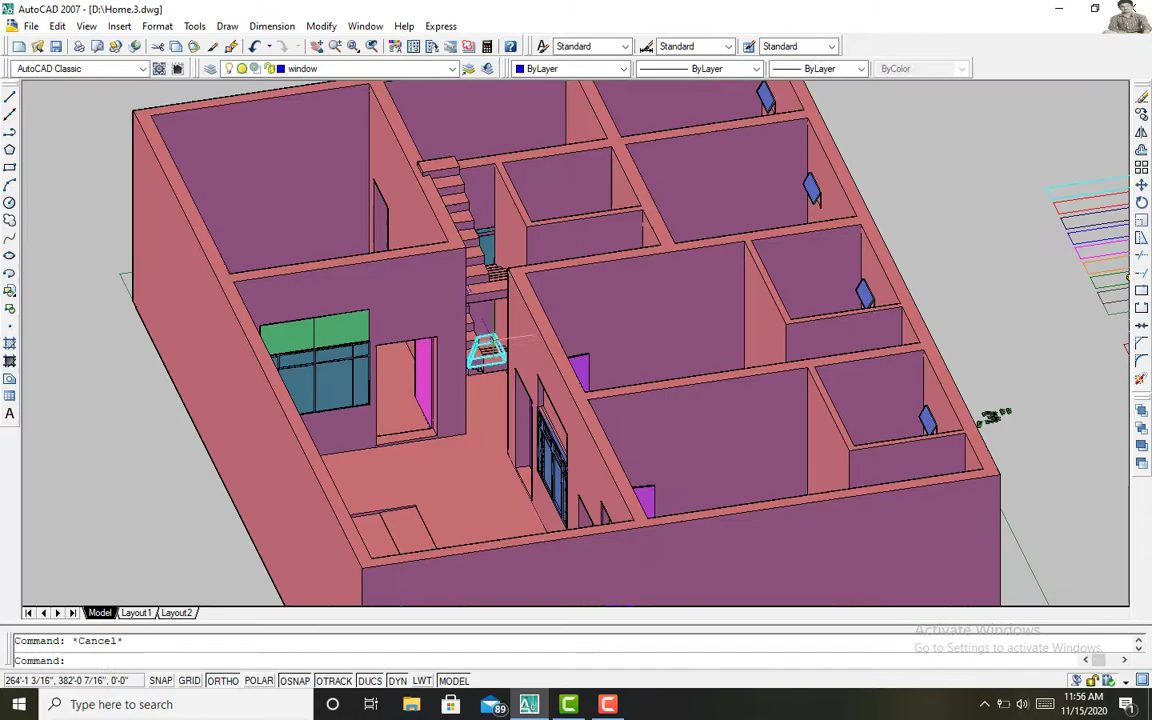 AutoCAD 2007 - [D:\Home.3.dwg]
File Edit View Insert Format Tools Draw Dimension Modify Window Help Express
Standard Standard Standard
AutoCAD Classic window ByLayer ByLayer ByLayer ByColor
A
Model Layout1 Layout2
Command: *Cancel*
Activate Windows
Command:
Go to Settings to activate Windows.
264'-1 3/16", 382'-0 7/16", 0'-0" SNAP GRID ORTHO POLAR OSNAP OTRACK DUCS DYN LWT MODEL
Type here to search
89
11:56 AM
11/15/2020
1